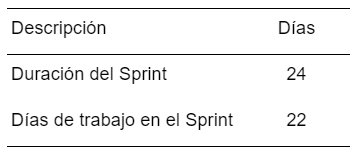 Descripción Días
Duración del Sprint 24
Días de trabajo en el Sprint 22